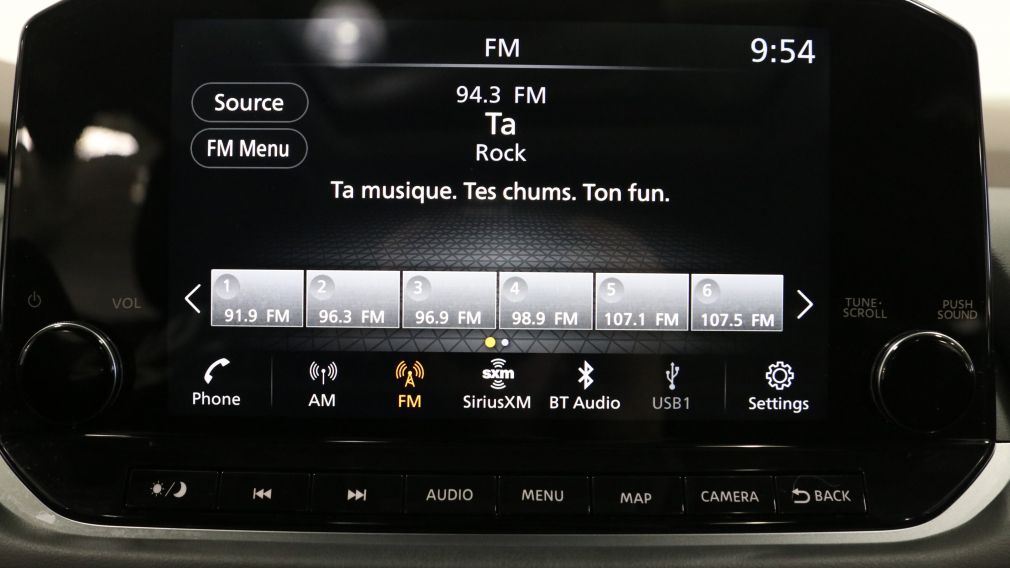 FM
9:54
Source
94.3 FM
Ta
FM Menu
Rock
Ta musique. Tes chums. Ton fun.
1
2
3
4
5
6
91.9 FM
96.3 FM
96.9 FM
98.9 FM
107.1 FM
107.5 FM
VOL
TUNE·
SCROLL
PUSH
SOUND
sxm
Phone
AM
FM
SiriusXM
BT Audio
USB1
Settings
AUDIO
MENU
MAP
CAMERA
BACK